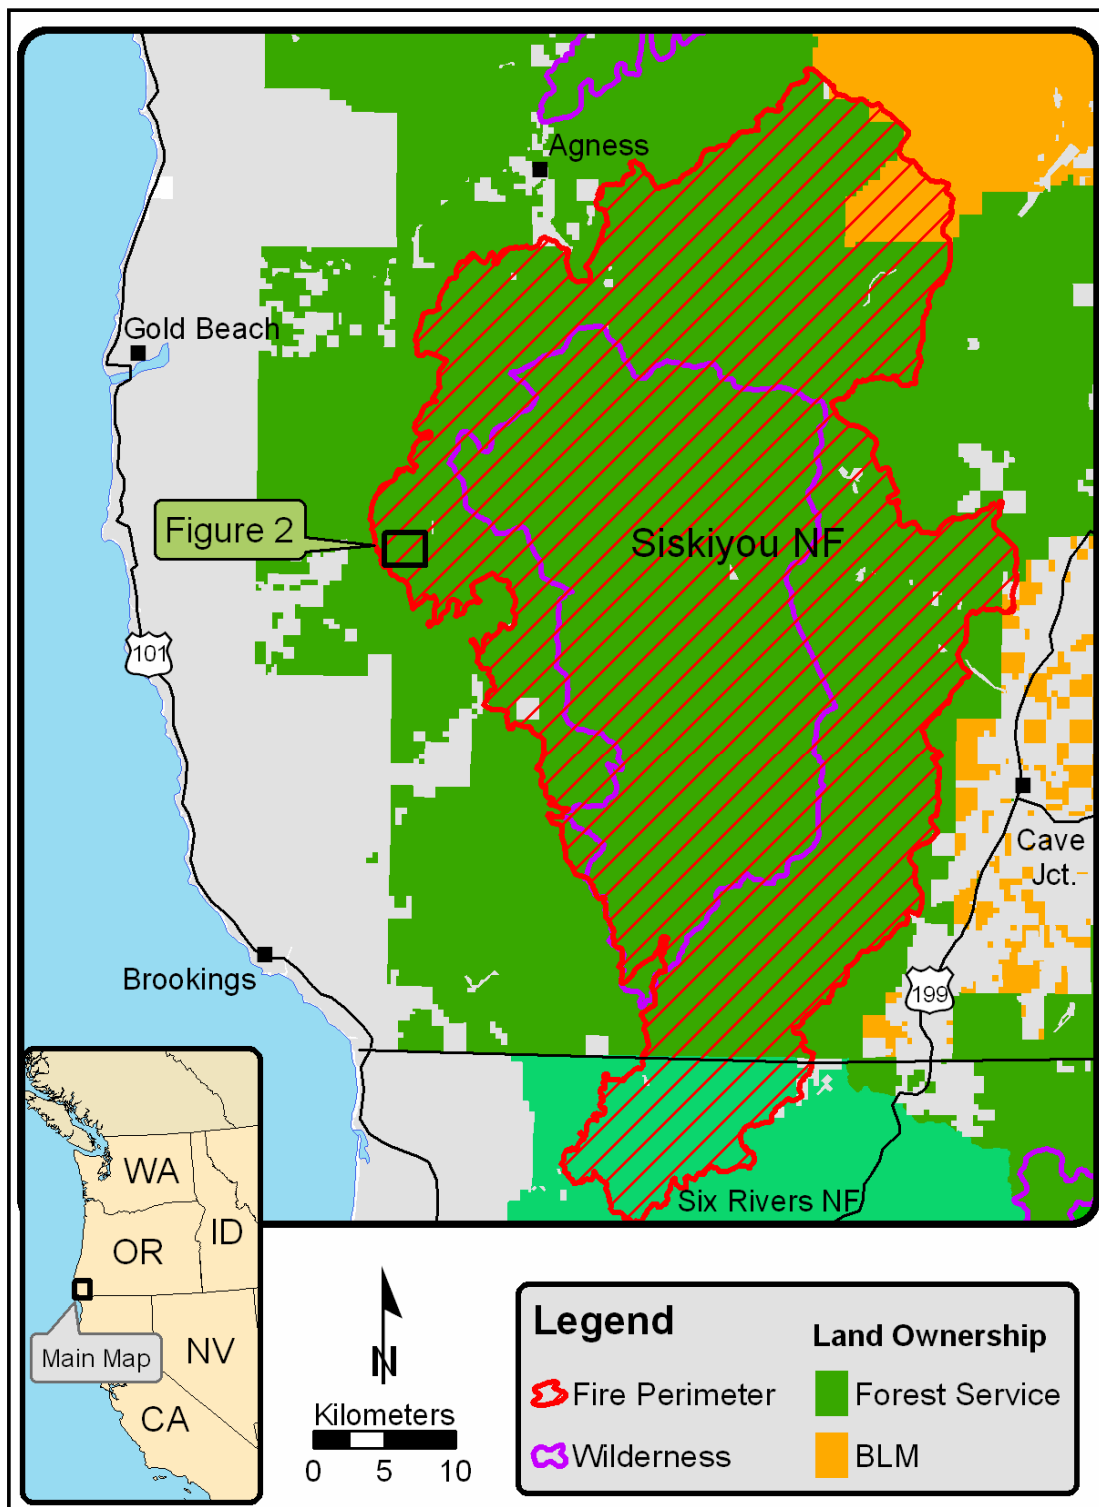 Agness
Gold Beach
Figure 2
Siskiyou NF
101
Cave
Jct.
Brookings
199
Six Rivers NF
WA
OR
ID
Main Map
NV
CA
N
Kilometers
0 5 10
Legend
Land Ownership
Fire Perimeter
Forest Service
Wilderness
BLM